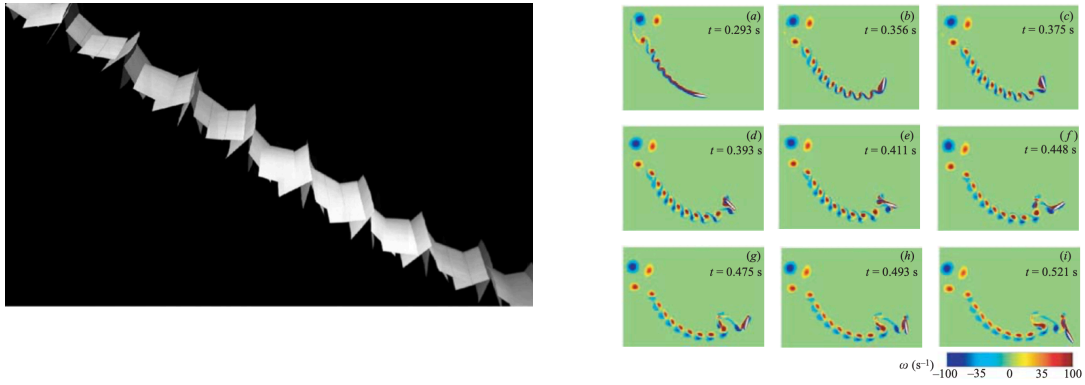 (a)
t = 0.293 s
(b)
t = 0.356 s
(c)
t = 0.375 s
(d)
t = 0.393 s
(e)
t = 0.411 s
(f)
t = 0.448 s
(g)
t = 0.475 s
(h)
t = 0.493 s
(i)
t = 0.521 s
ω (s⁻¹)
−100 −35 0 35 100